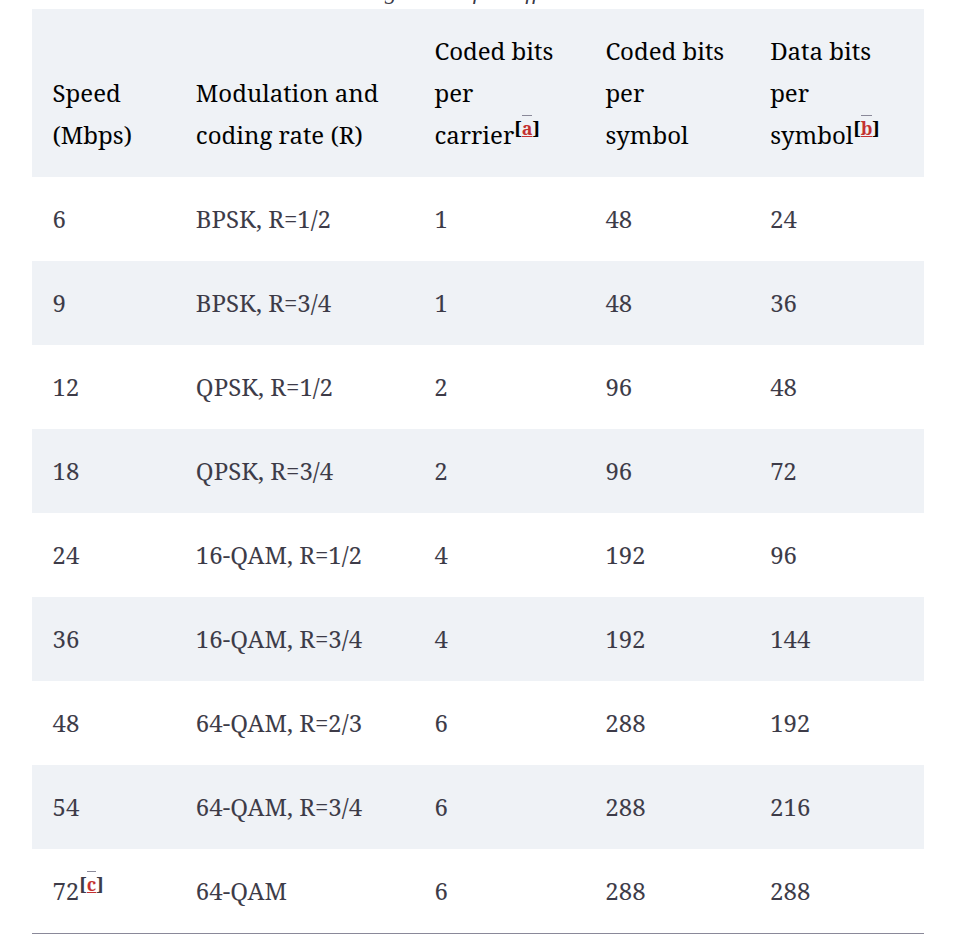 Speed (Mbps) Modulation and coding rate (R) Coded bits per carrier[a] Coded bits per symbol Data bits per symbol[b]
6 BPSK, R=1/2 1 48 24
9 BPSK, R=3/4 1 48 36
12 QPSK, R=1/2 2 96 48
18 QPSK, R=3/4 2 96 72
24 16-QAM, R=1/2 4 192 96
36 16-QAM, R=3/4 4 192 144
48 64-QAM, R=2/3 6 288 192
54 64-QAM, R=3/4 6 288 216
72[c] 64-QAM 6 288 288